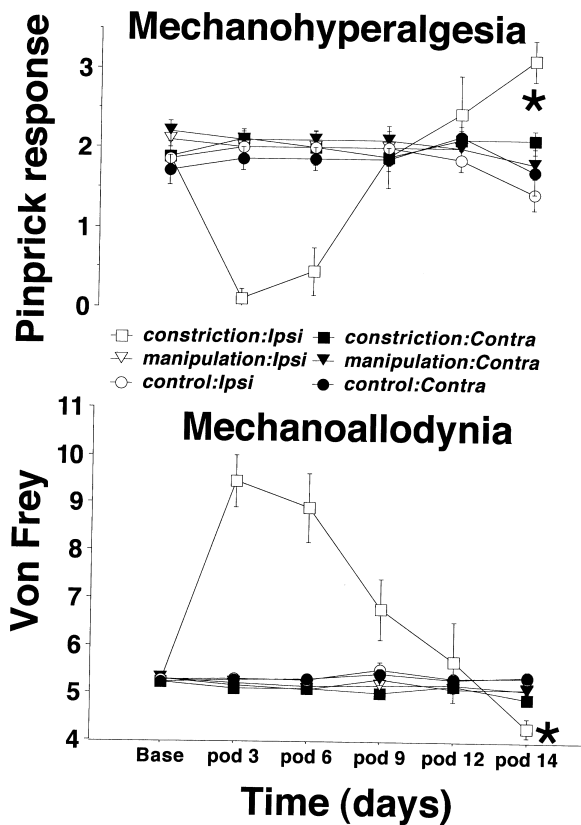 Mechanohyperalgesia
Pinprick response
3
2
1
0
constriction:Ipsi constriction:Contra
manipulation:Ipsi manipulation:Contra
control:Ipsi control:Contra
Mechanoallodynia
Von Frey
11
10
9
8
7
6
5
4
*
*
Base pod 3 pod 6 pod 9 pod 12 pod 14
Time (days)